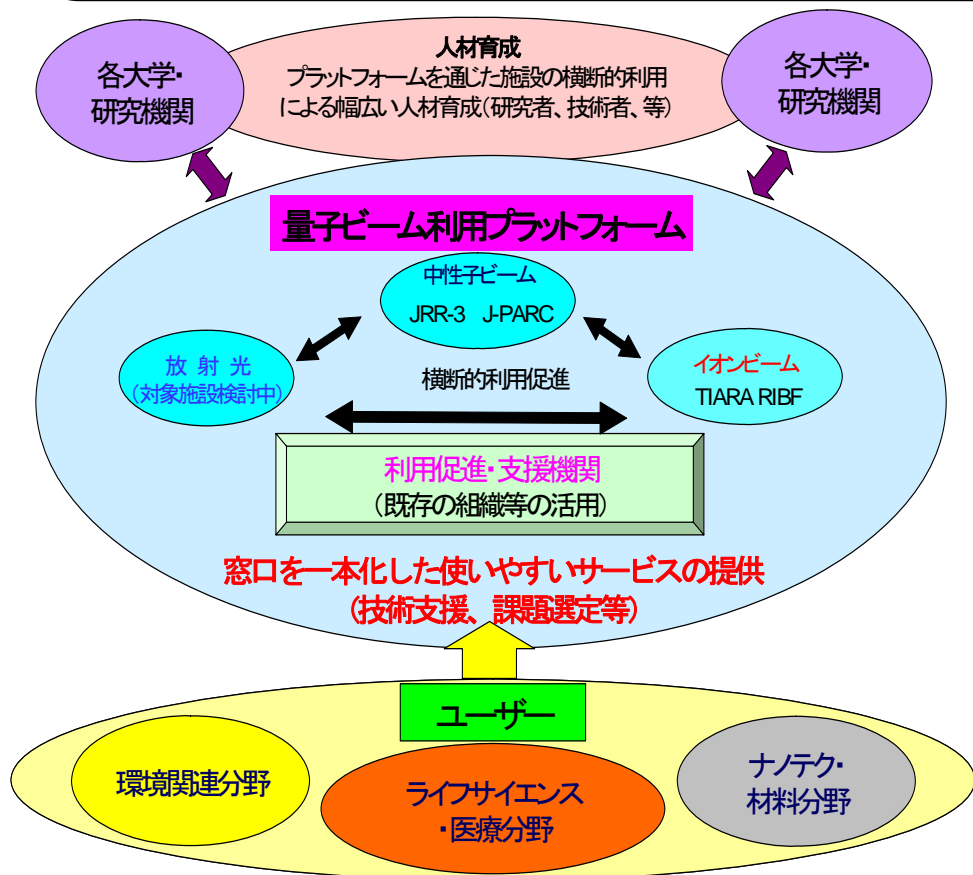 人材育成
プラットフォームを通じた施設の横断的利用
による幅広い人材育成(研究者、技術者、等)
各大学・
研究機関
各大学・
研究機関
量子ビーム利用プラットフォーム
中性子ビーム
JRR-3 J-PARC
放 射 光
(対象施設検討中)
イオンビーム
TIARA RIBF
横断的利用促進
利用促進・支援機関
(既存の組織等の活用)
窓口を一本化した使いやすいサービスの提供
(技術支援、課題選定等)
ユーザー
環境関連分野
ライフサイエンス
・医療分野
ナノテク・
材料分野